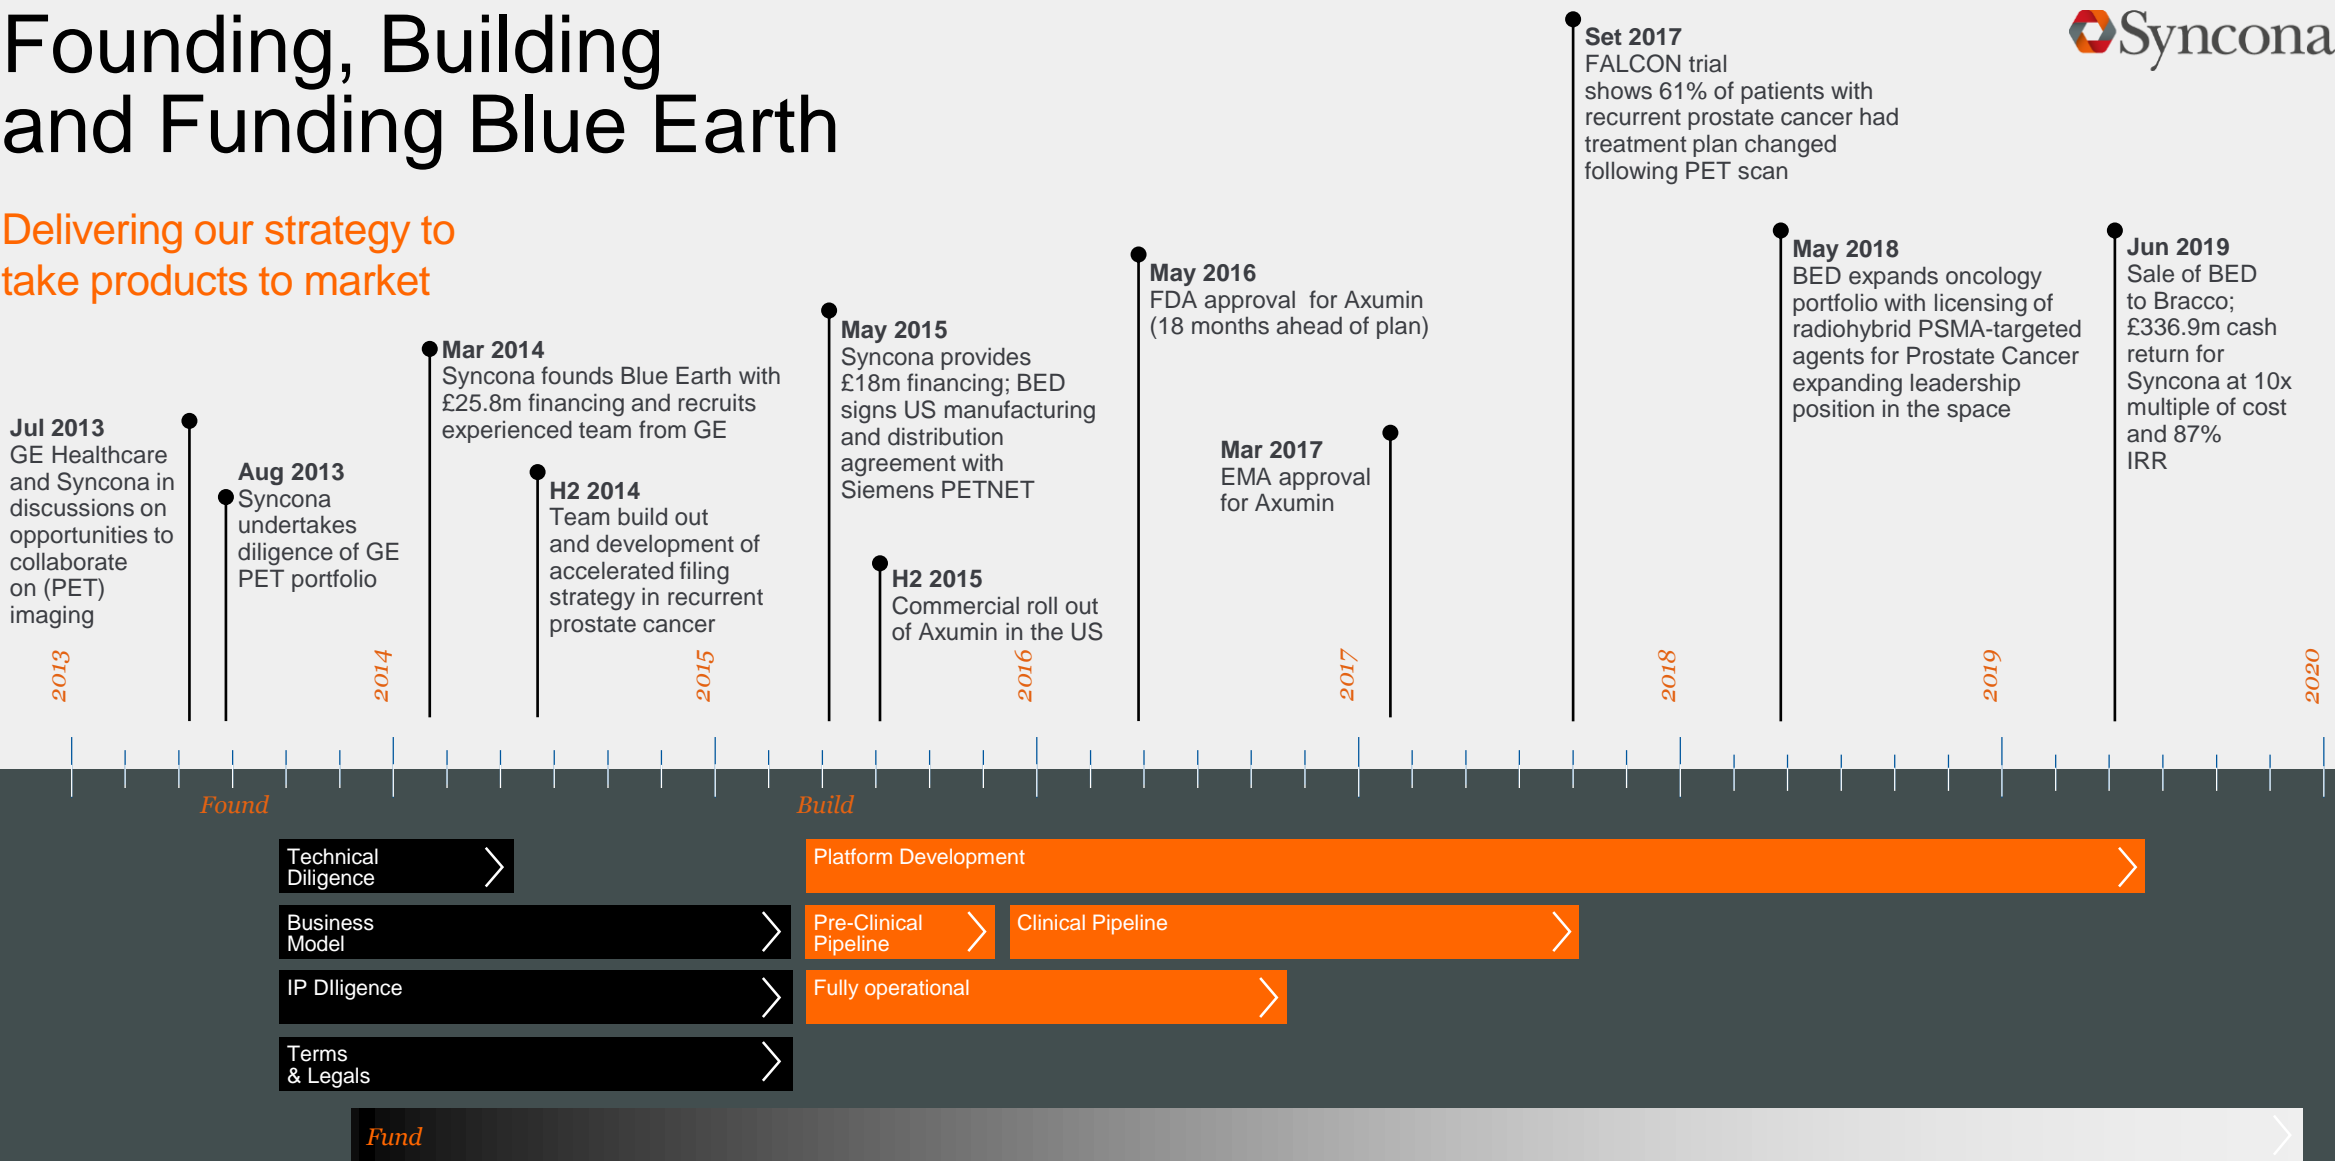 Founding, Building
and Funding Blue Earth
Syncona
Delivering our strategy to
take products to market
Jul 2013
GE Healthcare
and Syncona in
discussions on
opportunities to
collaborate
on (PET)
imaging
Aug 2013
Syncona
undertakes
diligence of GE
PET portfolio
Mar 2014
Syncona founds Blue Earth with
£25.8m financing and recruits
experienced team from GE
H2 2014
Team build out
and development of
accelerated filing
strategy in recurrent
prostate cancer
May 2015
Syncona provides
£18m financing; BED
signs US manufacturing
and distribution
agreement with
Siemens PETNET
H2 2015
Commercial roll out
of Axumin in the US
May 2016
FDA approval for Axumin
(18 months ahead of plan)
Mar 2017
EMA approval
for Axumin
Set 2017
FALCON trial
shows 61% of patients with
recurrent prostate cancer had
treatment plan changed
following PET scan
May 2018
BED expands oncology
portfolio with licensing of
radiohybrid PSMA-targeted
agents for Prostate Cancer
expanding leadership
position in the space
Jun 2019
Sale of BED
to Bracco;
£336.9m cash
return for
Syncona at 10x
multiple of cost
and 87%
IRR
2013
2014
2015
2016
2017
2018
2019
2020
Found
Build
Technical
Diligence
Platform Development
Business
Model
Pre-Clinical
Pipeline
Clinical Pipeline
IP DIligence
Fully operational
Terms
& Legals
Fund